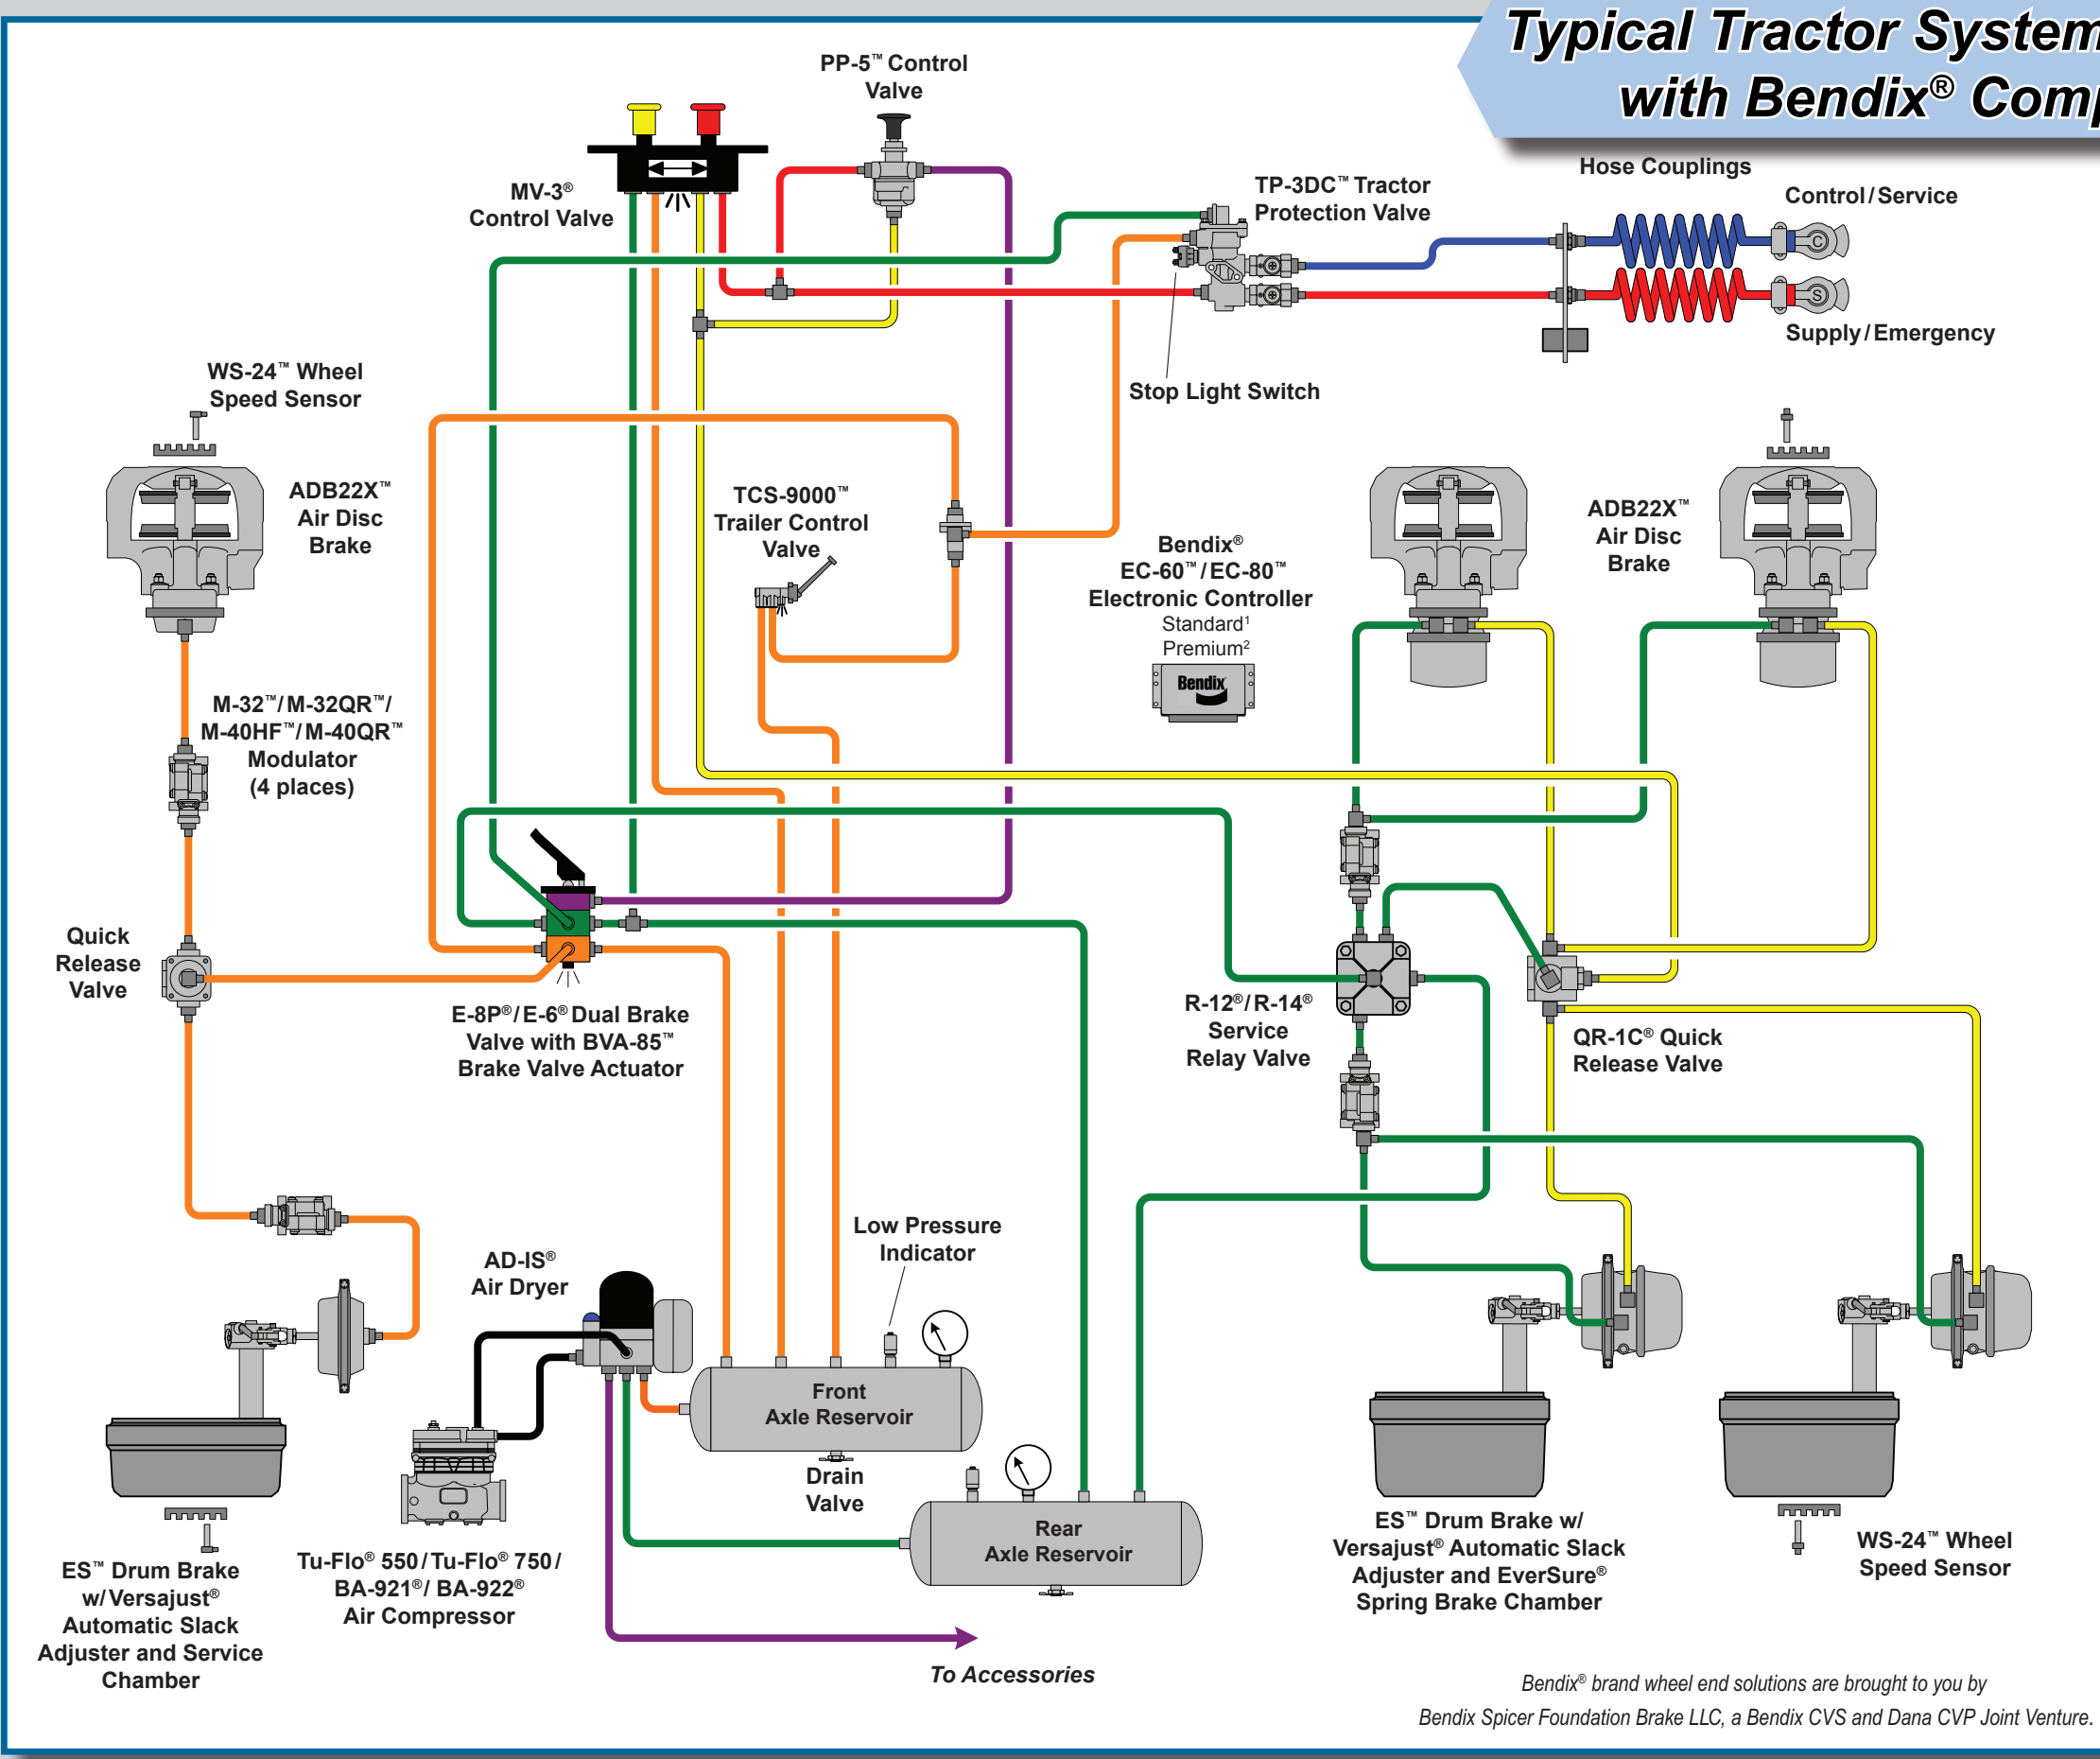 Typical Tractor System
with Bendix® Comp
PP-5™ Control
Valve
MV-3®
Control Valve
TP-3DC™ Tractor
Protection Valve
Hose Couplings
Control/Service
C
S
Supply/Emergency
Stop Light Switch
WS-24™ Wheel
Speed Sensor
ADB22X™
Air Disc
Brake
TCS-9000™
Trailer Control
Valve
Bendix®
EC-60™/EC-80™
Electronic Controller
Standard¹
Premium²
Bendix
ADB22X™
Air Disc
Brake
M-32™/M-32QR™/
M-40HF™/M-40QR™
Modulator
(4 places)
Quick
Release
Valve
E-8P®/E-6® Dual Brake
Valve with BVA-85™
Brake Valve Actuator
R-12®/R-14®
Service
Relay Valve
QR-1C® Quick
Release Valve
Low Pressure
Indicator
AD-IS®
Air Dryer
Front
Axle Reservoir
Drain
Valve
Rear
Axle Reservoir
ES™ Drum Brake
w/Versajust®
Automatic Slack
Adjuster and Service
Chamber
Tu-Flo® 550/Tu-Flo® 750/
BA-921®/ BA-922®
Air Compressor
To Accessories
ES™ Drum Brake w/
Versajust® Automatic Slack
Adjuster and EverSure®
Spring Brake Chamber
WS-24™ Wheel
Speed Sensor
Bendix® brand wheel end solutions are brought to you by
Bendix Spicer Foundation Brake LLC, a Bendix CVS and Dana CVP Joint Venture.